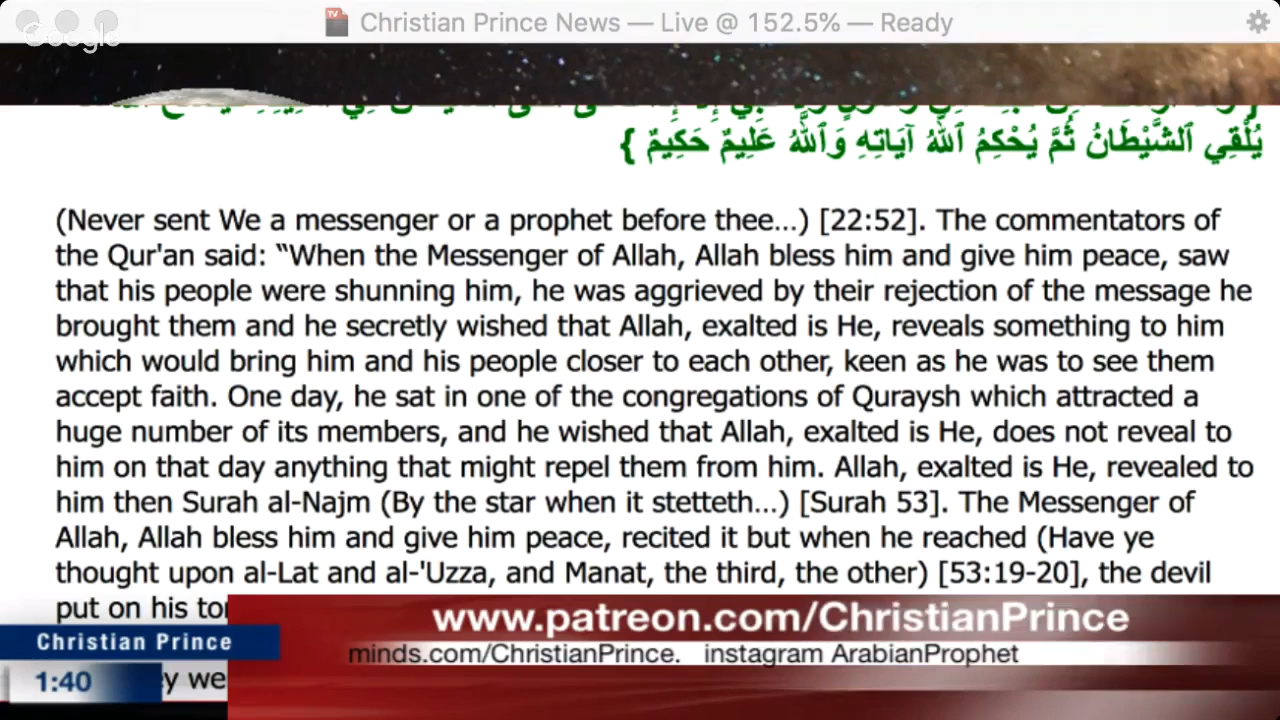 Christian Prince News — Live @ 152.5% — Ready
Google
يُلْقِي ٱلشَّيْطَانُ ثُمَّ يُحْكِمُ ٱللَّهُ آيَاتِهِ وَٱللَّهُ عَلِيمٌ حَكِيمٌ }
(Never sent We a messenger or a prophet before thee...) [22:52]. The commentators of
the Qur'an said: “When the Messenger of Allah, Allah bless him and give him peace, saw
that his people were shunning him, he was aggrieved by their rejection of the message he
brought them and he secretly wished that Allah, exalted is He, reveals something to him
which would bring him and his people closer to each other, keen as he was to see them
accept faith. One day, he sat in one of the congregations of Quraysh which attracted a
huge number of its members, and he wished that Allah, exalted is He, does not reveal to
him on that day anything that might repel them from him. Allah, exalted is He, revealed to
him then Surah al-Najm (By the star when it stetteth...) [Surah 53]. The Messenger of
Allah, Allah bless him and give him peace, recited it but when he reached (Have ye
thought upon al-Lat and al-'Uzza, and Manat, the third, the other) [53:19-20], the devil
put on his
www.patreon.com/ChristianPrince
Christian Prince
minds.com/ChristianPrince. instagram ArabianProphet
1:40